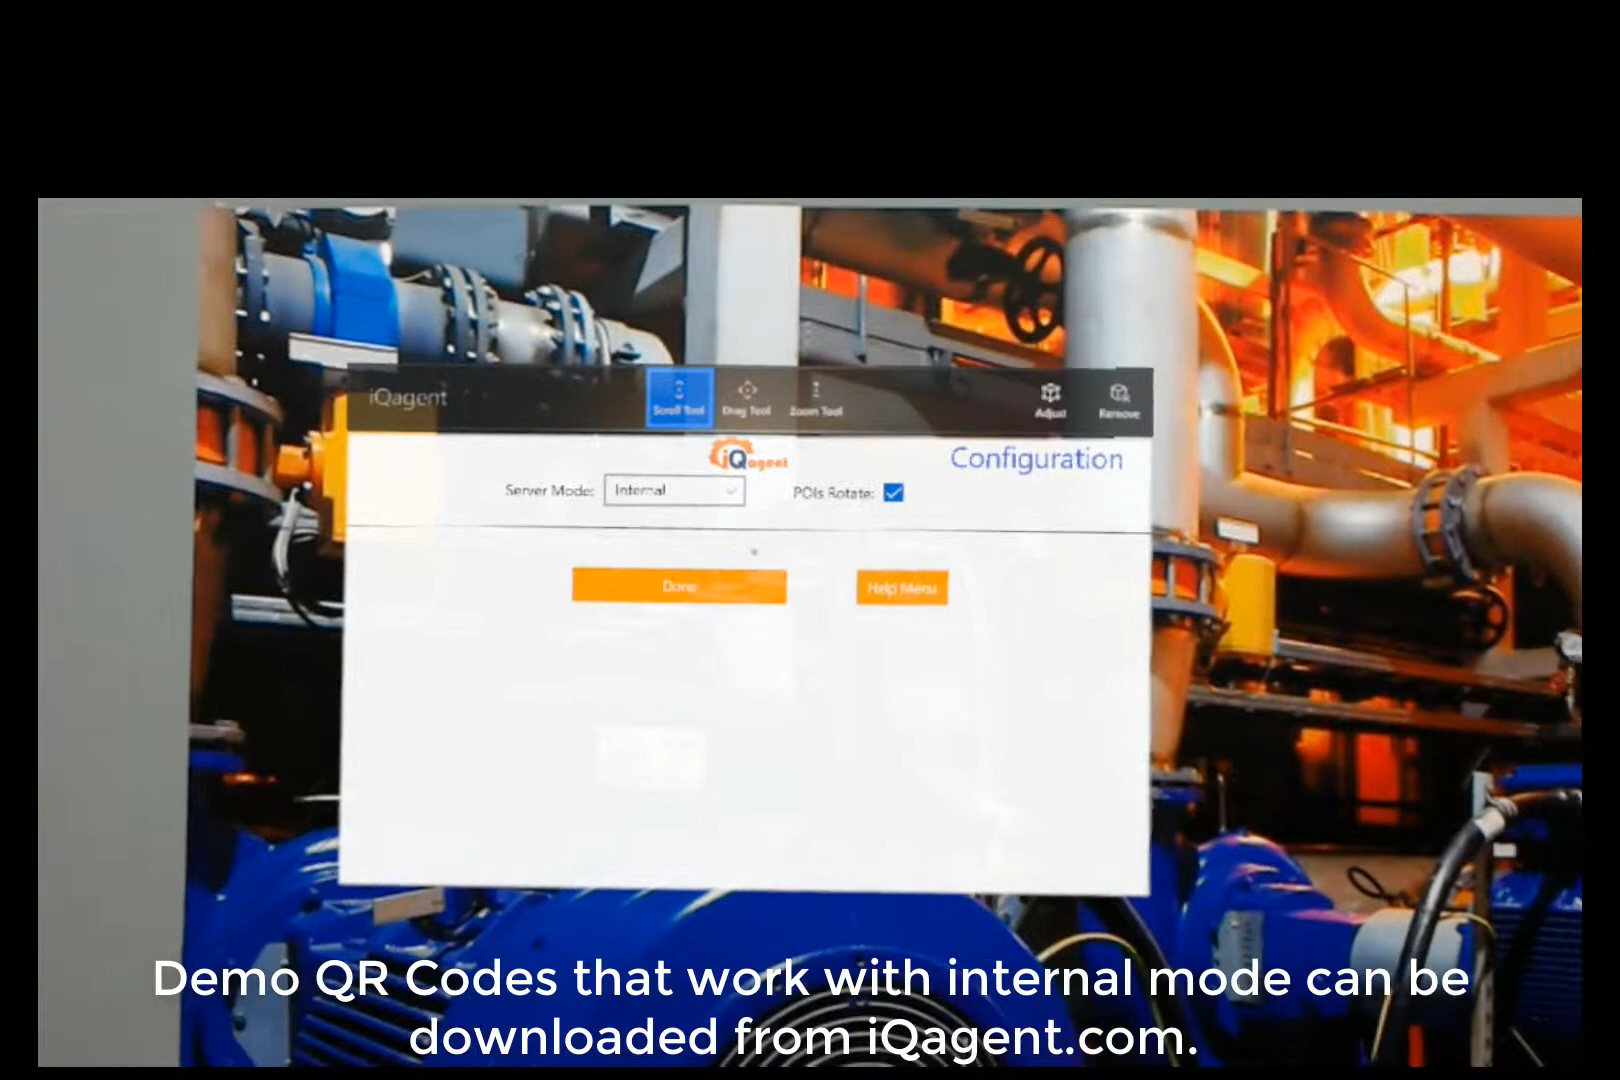 iQagent
Scroll Tool
Drag Tool
Zoom Tool
Adjust
Remove
iQagent
Configuration
Server Mode: Internal
POIs Rotate:
Done
Help Menu
Demo QR Codes that work with internal mode can be
downloaded from iQagent.com.